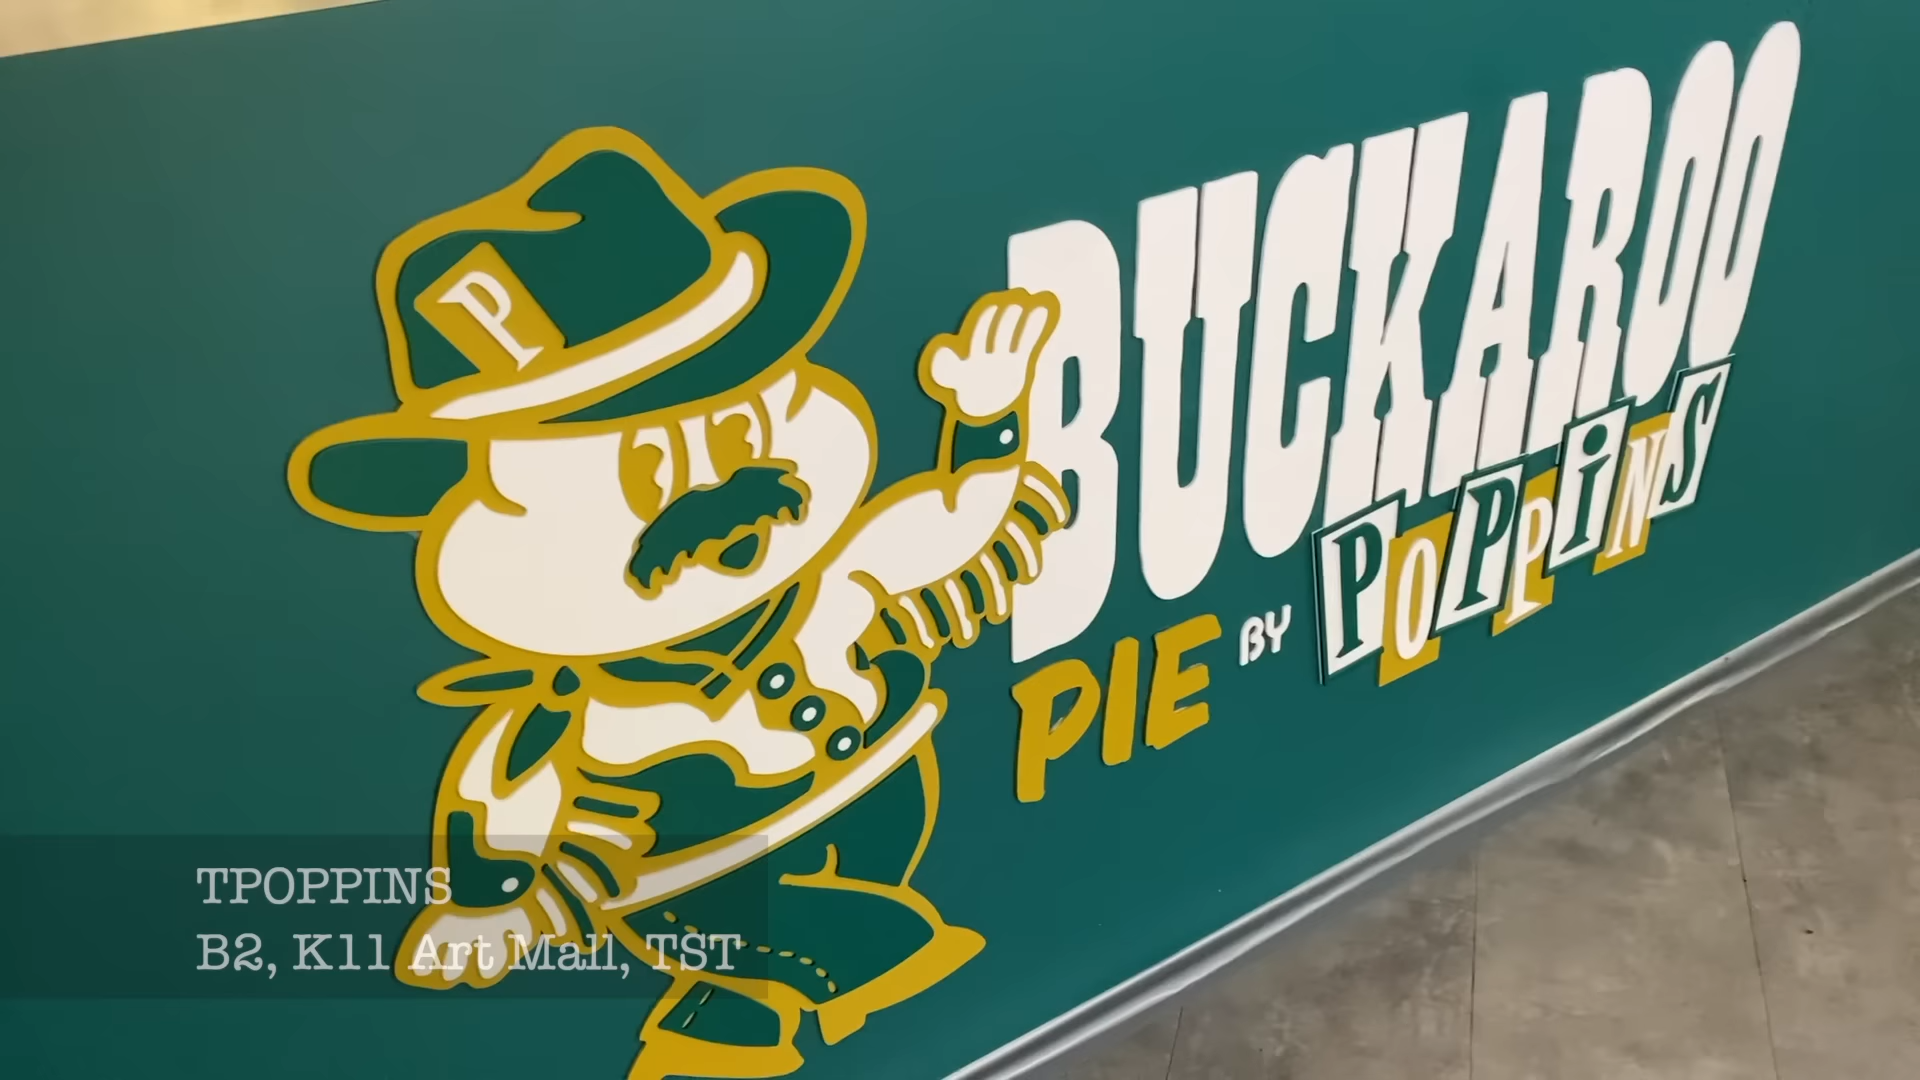 P
BUCKAROO
PIE BY POPPiNS
TPOPPINS
B2, K11 Art Mall, TST